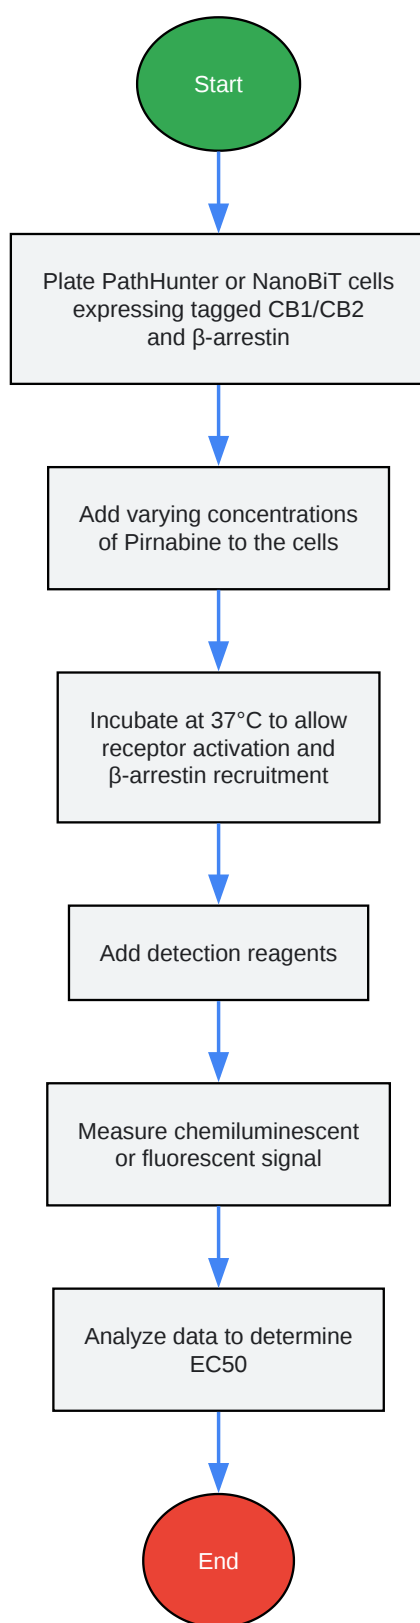 Start
Plate PathHunter or NanoBiT cells
expressing tagged CB1/CB2
and β-arrestin
Add varying concentrations
of Pirnabine to the cells
Incubate at 37°C to allow
receptor activation and
β-arrestin recruitment
Add detection reagents
Measure chemiluminescent
or fluorescent signal
Analyze data to determine
EC50
End